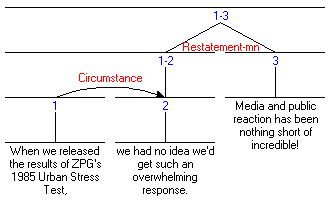 1-3
Restatement-mn
1-2
3
Circumstance
1
2
When we released
the results of ZPG's
1985 Urban Stress
Test,
we had no idea we'd
get such an
overwhelming
response.
Media and public
reaction has been
nothing short of
incredible!